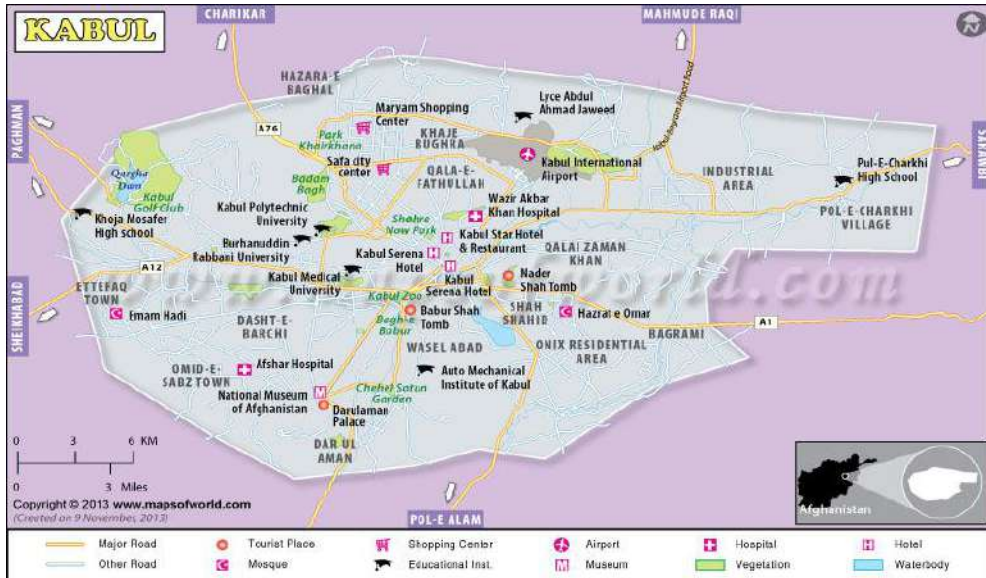 KABUL
CHARIKAR
MAHMUDE RAQI
N
HAZARA-E
BAGHAL
Maryam Shopping
Center
Lyce Abdul
Ahmad Jaweed
A76
Park
Khairkhana
KHAJE
BUGHRA
PAGHMAN
SARAWBI
Safa city
center
QALA-E-
FATHULLAH
Kabul International
Airport
INDUSTRIAL
AREA
Pul-E-Charkhi
High School
Qargha
Dam
Kabul
Golf Club
Badam
Bagh
Kabul Polytechnic
University
Wazir Akbar
Khan Hospital
POL-E-CHARKHI
VILLAGE
Khoja Mosafer
High school
Shahre
Now Park
Burhanuddin
Rabbani University
Kabul Star Hotel
& Restaurant
QALAI ZAMAN
KHAN
Kabul Serena
Hotel
A12
Kabul Medical
University
Kabul
Serena Hotel
Nader
Shah Tomb
ETTEFAQ
TOWN
SHEIKHABAD
Kabul Zoo
Emam Hadi
DASHT-E-
BARCHI
Bagh-e
Babur
Babur Shah
Tomb
SHAH
SHAHID
Hazrat e Omar
A1
BAGRAMI
WASEL ABAD
ONIX RESIDENTIAL
AREA
Afshar Hospital
OMID-E-
SABZ TOWN
Auto Mechanical
Institute of Kabul
National Museum
of Afghanistan
Chehel Satun
Garden
Darulaman
Palace
DAR UL
AMAN
0 3 6 KM
0 3 Miles
Copyright © 2013 www.mapsofworld.com
(Created on 9 November, 2013)
POL-E ALAM
Afghanistan
Major Road
Tourist Place
Shopping Center
Airport
Hospital
Hotel
Other Road
Mosque
Educational Inst.
Museum
Vegetation
Waterbody